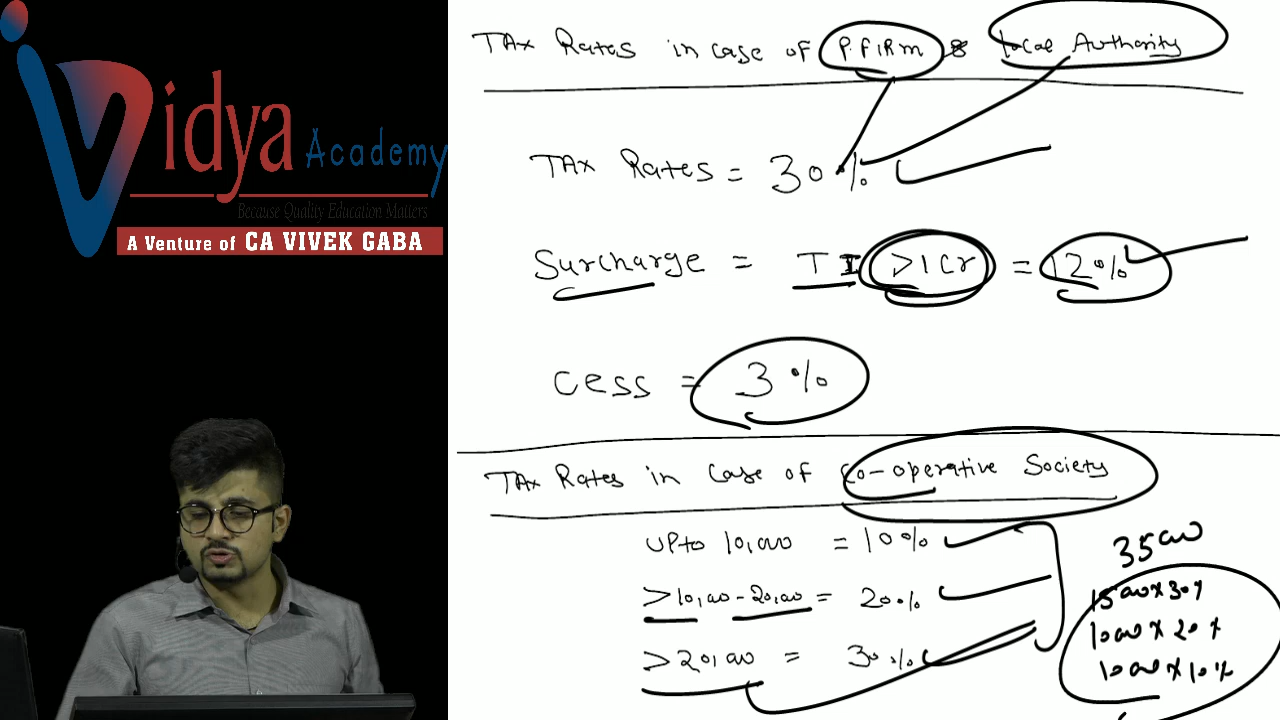 Vidya Academy
Because Quality Education Matters
A Venture of CA VIVEK GABA
TAx Rates in case of P.FIRm & local Authority
TAx Rates = 30%
Surcharge = TI >1 Cr = 12%
Cess = 3%
TAx Rates in Case of Co-operative Society
UPto 10,000 = 10%
>10,000 - 20,000 = 20%
>20,000 = 30%
35000
15000 x 30%
10000 x 20%
10000 x 10%